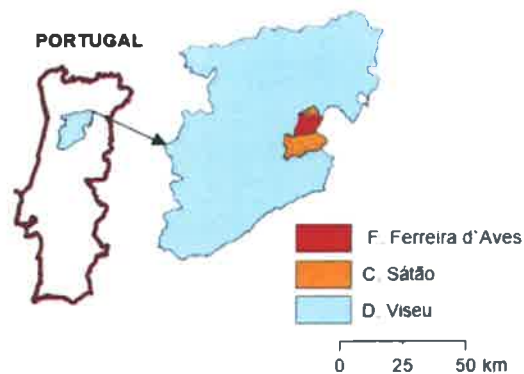 PORTUGAL
F. Ferreira d`Aves
C. Sátão
D. Viseu
0 25 50 km